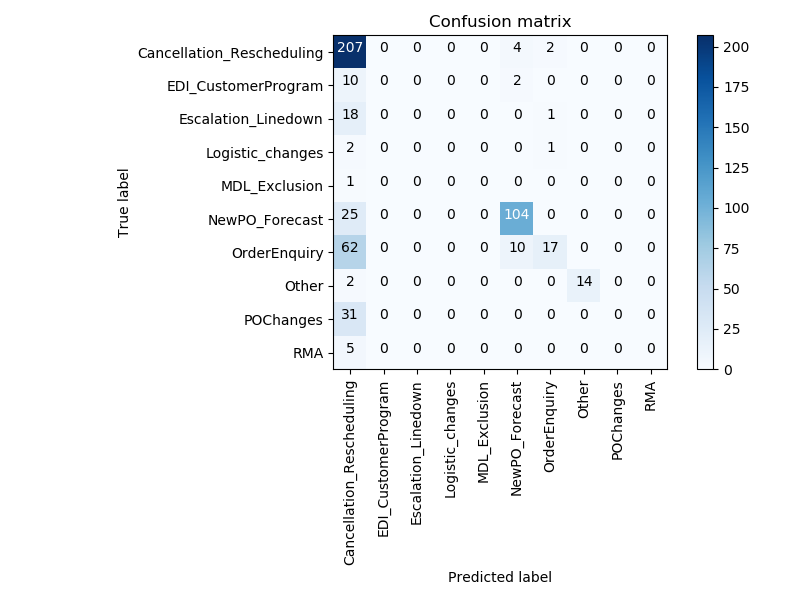 Confusion matrix
True label
Cancellation_Rescheduling 207 0 0 0 0 4 2 0 0 0
EDI_CustomerProgram 10 0 0 0 0 2 0 0 0 0
Escalation_Linedown 18 0 0 0 0 0 1 0 0 0
Logistic_changes 2 0 0 0 0 0 1 0 0 0
MDL_Exclusion 1 0 0 0 0 0 0 0 0 0
NewPO_Forecast 25 0 0 0 0 104 0 0 0 0
OrderEnquiry 62 0 0 0 0 10 17 0 0 0
Other 2 0 0 0 0 0 0 14 0 0
POChanges 31 0 0 0 0 0 0 0 0 0
RMA 5 0 0 0 0 0 0 0 0 0
Cancellation_Rescheduling
EDI_CustomerProgram
Escalation_Linedown
Logistic_changes
MDL_Exclusion
NewPO_Forecast
OrderEnquiry
Other
POChanges
RMA
Predicted label
200
175
150
125
100
75
50
25
0